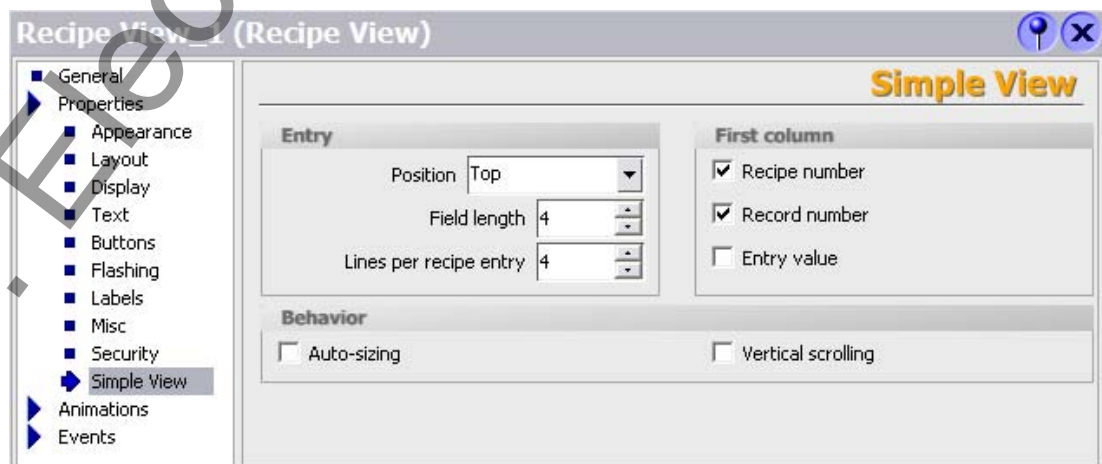 Recipe View_1 (Recipe View)
General
Properties
Appearance
Layout
Display
Text
Buttons
Flashing
Labels
Misc
Security
Simple View
Animations
Events
Simple View
Entry
Position Top
Field length 4
Lines per recipe entry 4
First column
Recipe number
Record number
Entry value
Behavior
Auto-sizing
Vertical scrolling